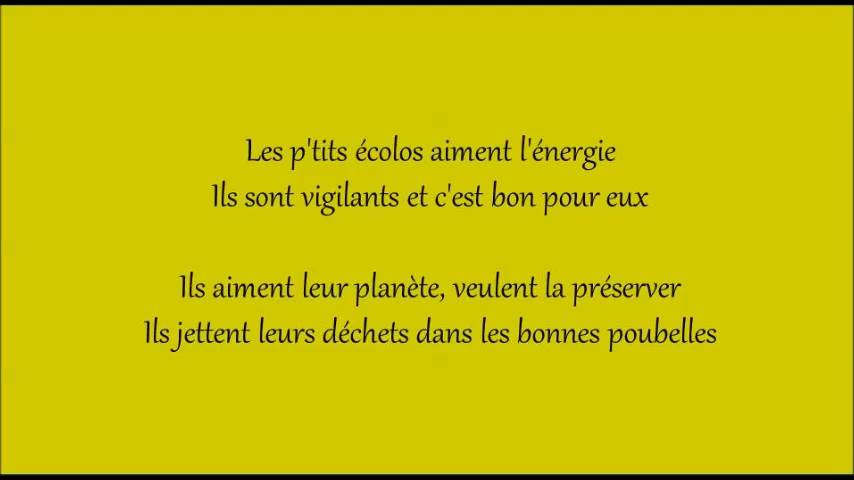 Les p'tits écolos aiment l'énergie
Ils sont vigilants et c'est bon pour eux
Ils aiment leur planète, veulent la préserver
Ils jettent leurs déchets dans les bonnes poubelles